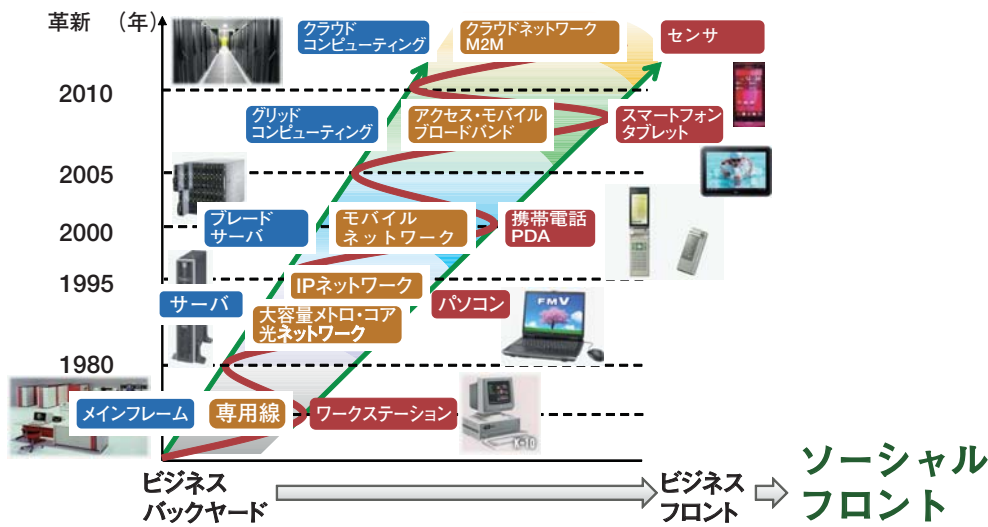 革新 （年）
クラウド
コンピューティング
クラウドネットワーク
M2M
センサ
2010
グリッド
コンピューティング
アクセス・モバイル
ブロードバンド
スマートフォン
タブレット
2005
ブレード
サーバ
モバイル
ネットワーク
携帯電話
PDA
2000
1995
IPネットワーク
サーバ
大容量メトロ・コア
光ネットワーク
パソコン
FMV
1980
メインフレーム
専用線
ワークステーション
K-10
ビジネス
バックヤード
ビジネス
フロント
ソーシャル
フロント